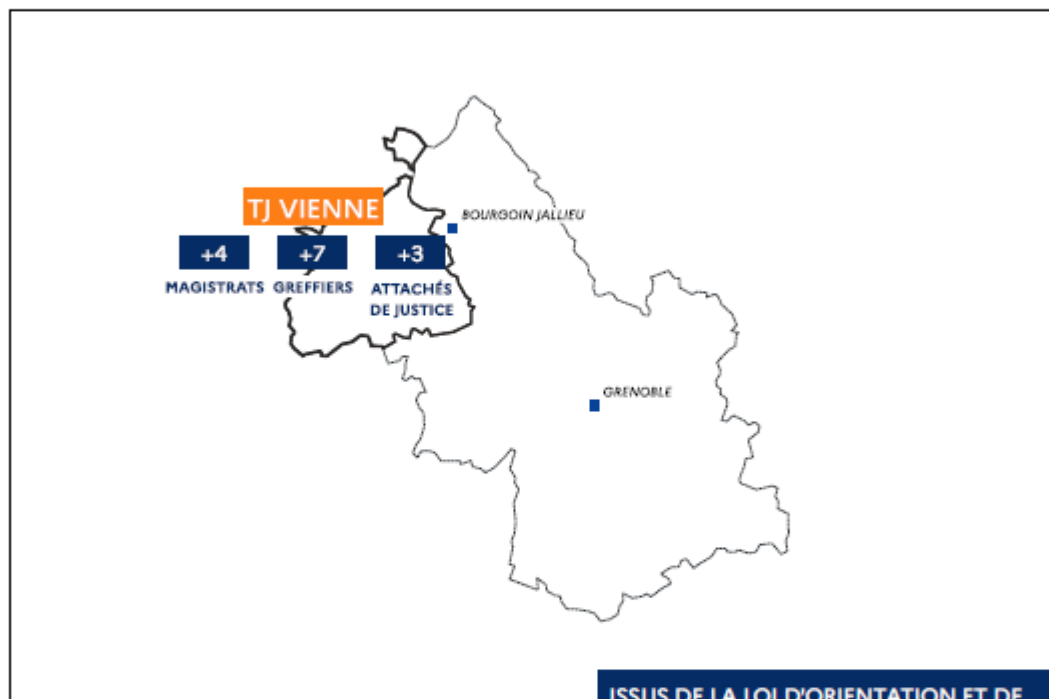 TJ VIENNE
BOURGOIN JALLIEU
+4
+7
+3
MAGISTRATS
GREFFIERS
ATTACHÉS
DE JUSTICE
GRENOBLE
ISSUS DE LA LOI D'ORIENTATION ET DE